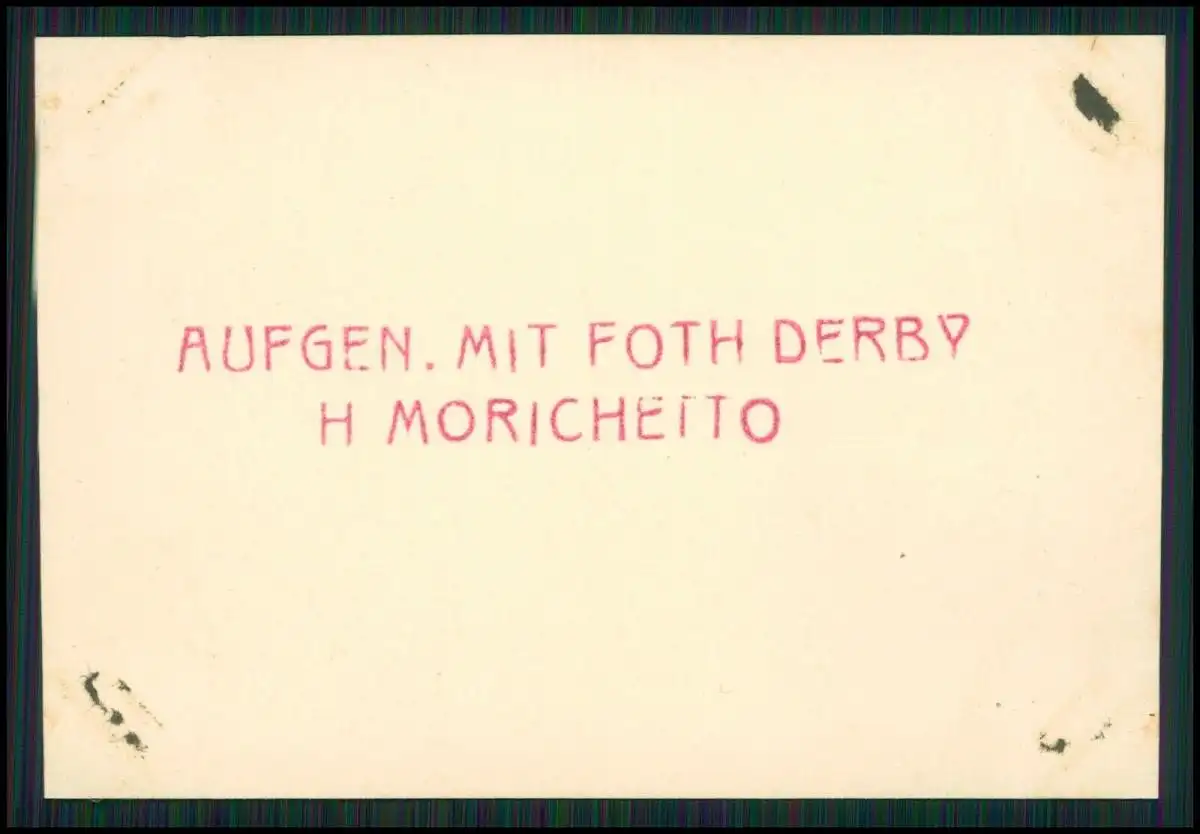 AUFGEN. MIT FOTH DERBY
H MORICHETTO